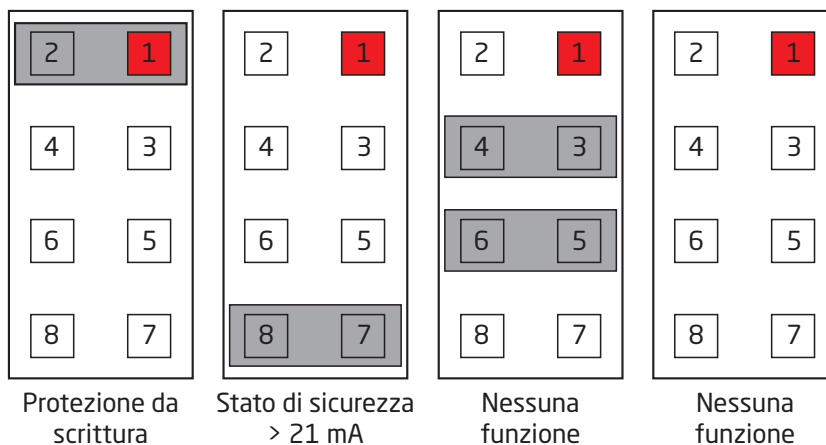 2 1 2 1 2 1 2 1
4 3 4 3 4 3 4 3
6 5 6 5 6 5 6 5
8 7 8 7 8 7 8 7
Protezione da Stato di sicurezza Nessuna Nessuna
scrittura > 21 mA funzione funzione